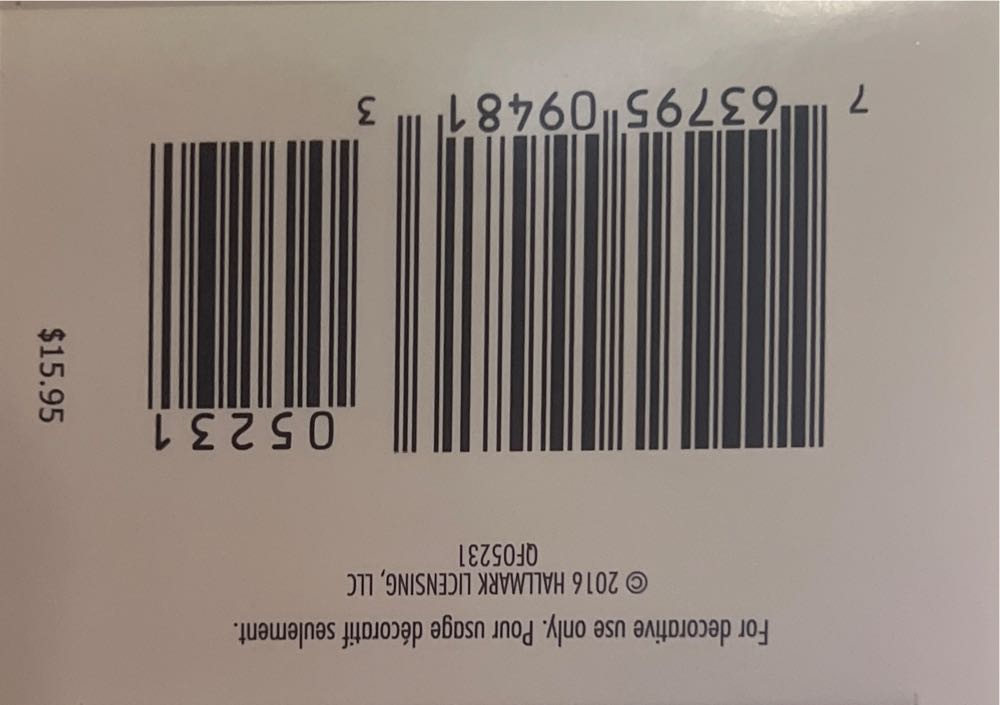 For decorative use only. Pour usage décoratif seulement.
© 2016 HALLMARK LICENSING, LLC
QF05231
05231
7 63795 09481 3
$15.95